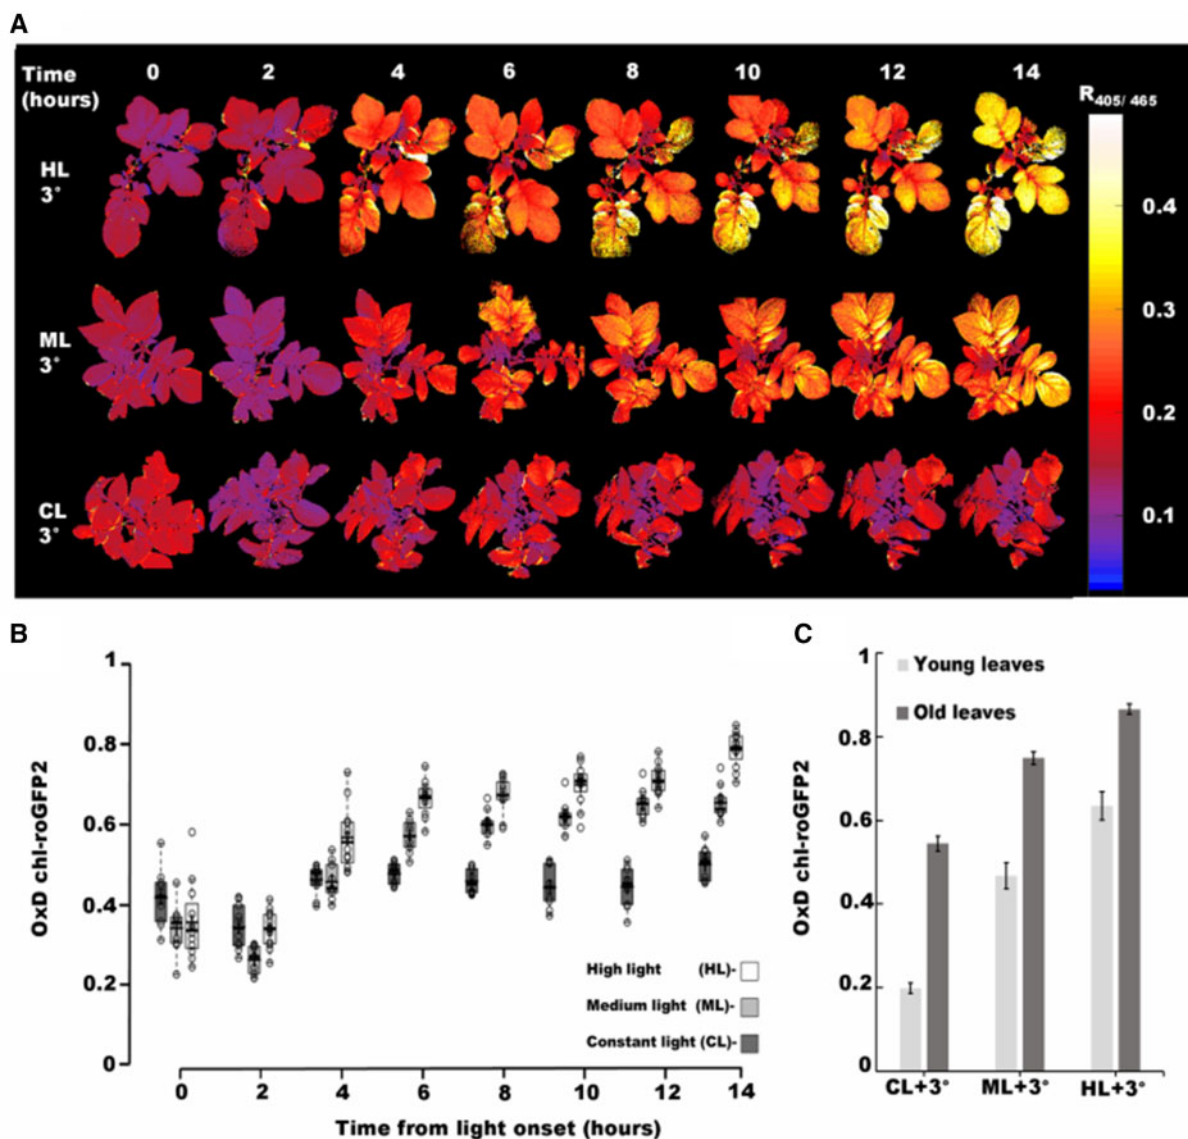 A
Time (hours) 0 2 4 6 8 10 12 14
R405/ 465
HL 3°
ML 3°
CL 3°
0.4
0.3
0.2
0.1
B
OxD chl-roGFP2
1
0.8
0.6
0.4
0.2
0
High light (HL)-
Medium light (ML)-
Constant light (CL)-
0 2 4 6 8 10 12 14
Time from light onset (hours)
C
OxD chl-roGFP2
1
0.8
0.6
0.4
0.2
0
Young leaves
Old leaves
CL+3° ML+3° HL+3°